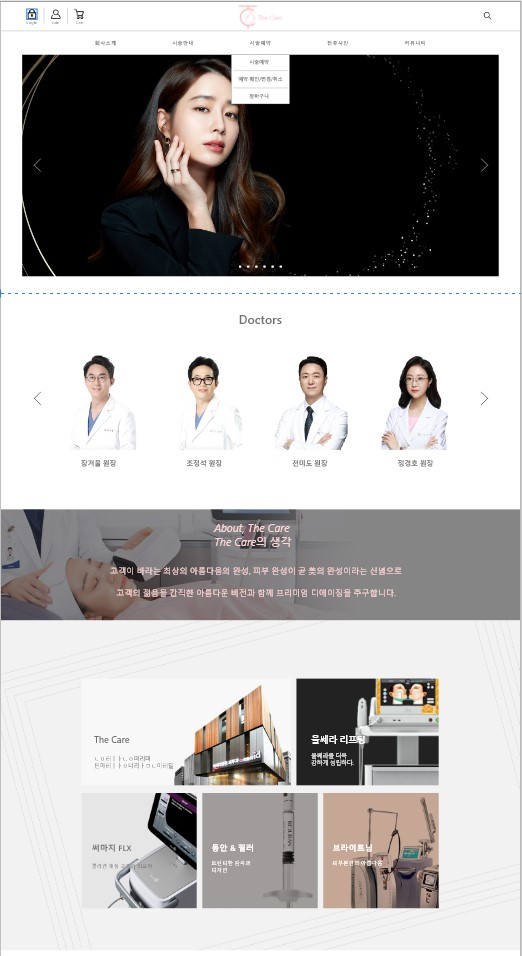 Login
Join
Cart
The Care
회사소개
시술안내
시술예약
전후사진
커뮤니티
시술예약
예약 확인/변경/취소
장바구니
Doctors
장겨울 원장
조정석 원장
전미도 원장
정경호 원장
About, The Care
The Care의 생각
고객이 바라는 최상의 아름다움의 완성, 피부 완성이 곧 美의 완성이라는 신념으로
고객의 젊음을 간직한 아름다운 비전과 함께 프리미엄 디에이징을 추구합니다.
The Care
울쎄라 리프팅
울쎄라를 더욱
강하게
써마지 FLX
동안 & 필러
디자인
브라이트닝